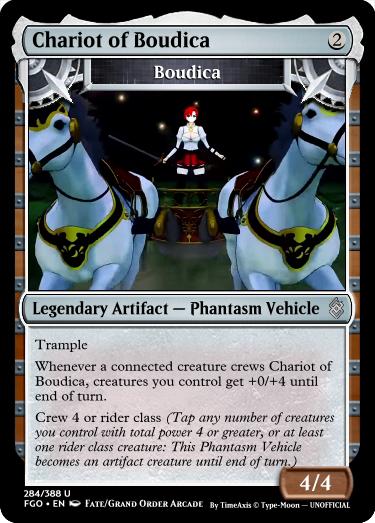 Chariot of Boudica 2
Boudica
Legendary Artifact — Phantasm Vehicle
Trample
Whenever a connected creature crews Chariot of
Boudica, creatures you control get +0/+4 until
end of turn.
Crew 4 or rider class (Tap any number of creatures
you control with total power 4 or greater, or at least
one rider class creature: This Phantasm Vehicle
becomes an artifact creature until end of turn.)
4/4
284/388 U
FGO • EN Fate/Grand Order Arcade
By TimeAxis © Type-Moon — UNOFFICIAL